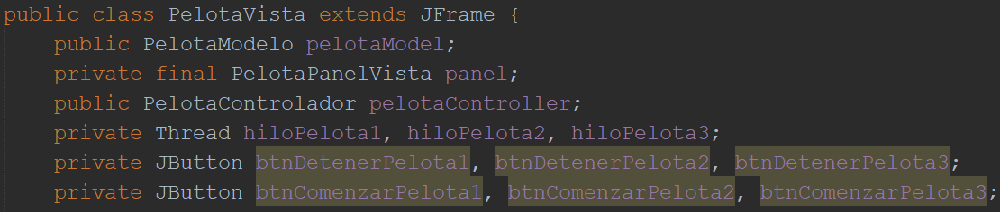 public class PelotaVista extends JFrame {
public PelotaModelo pelotaModel;
private final PelotaPanelVista panel;
public PelotaControlador pelotaController;
private Thread hiloPelota1, hiloPelota2, hiloPelota3;
private JButton btnDetenerPelota1, btnDetenerPelota2, btnDetenerPelota3;
private JButton btnComenzarPelota1, btnComenzarPelota2, btnComenzarPelota3;